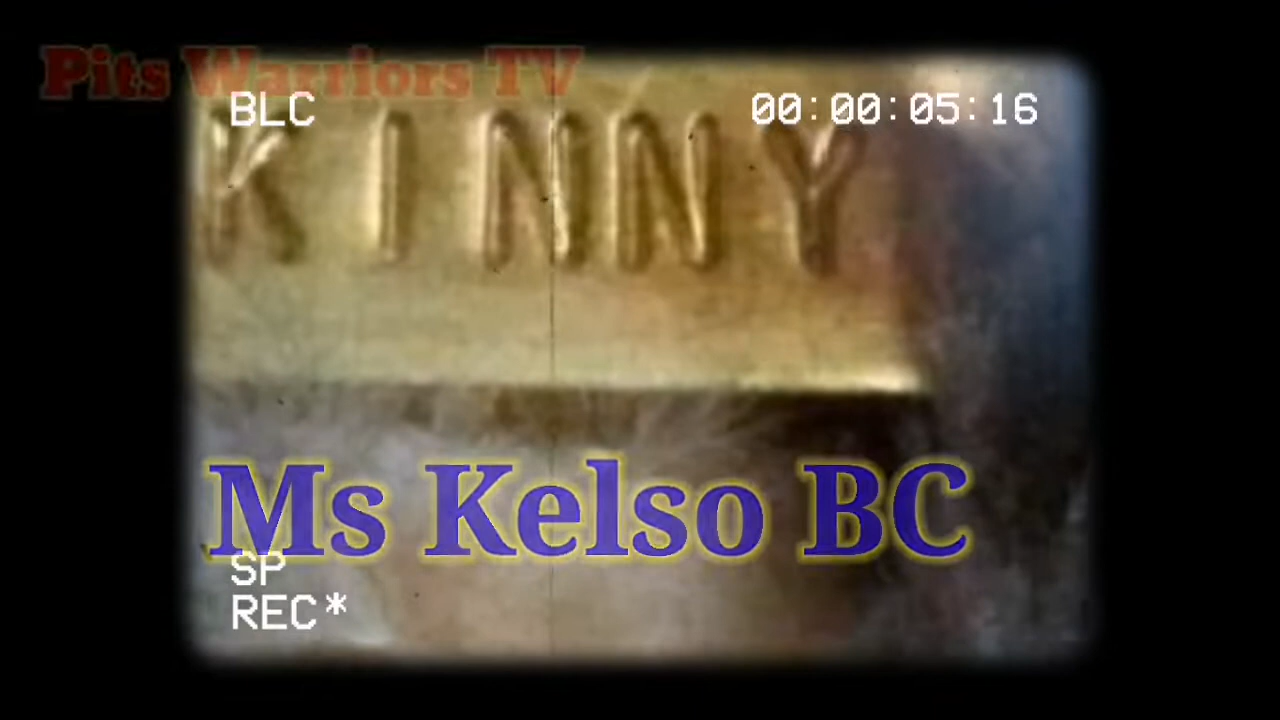 Pits Warriors TV
BLC 00:00:05:16
KINNY
Ms Kelso BC
SP
REC*